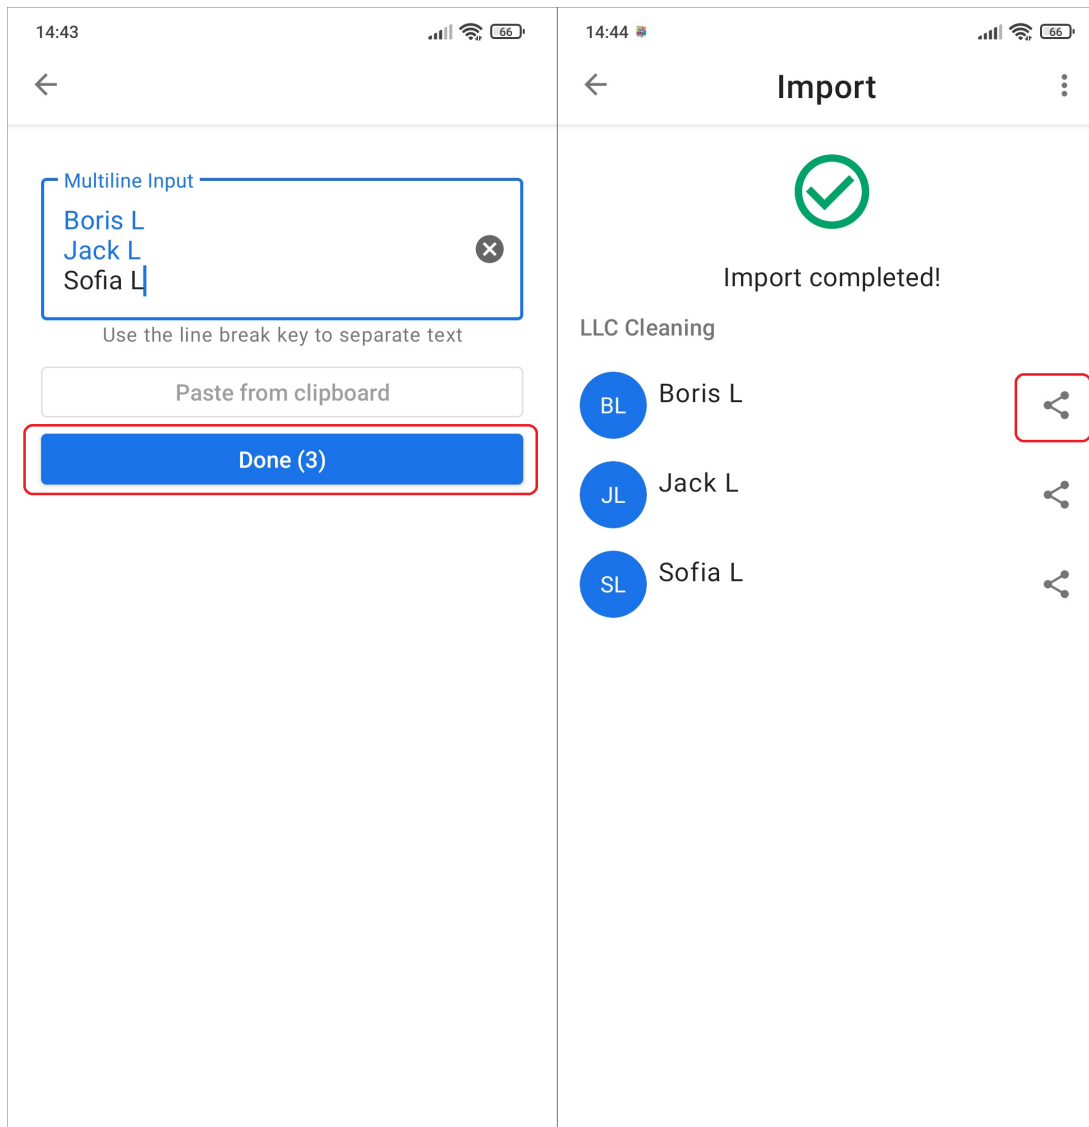 14:43
66
Multiline Input
Boris L
Jack L
Sofia L
Use the line break key to separate text
Paste from clipboard
Done (3)
14:44
66
Import
Import completed!
LLC Cleaning
BL
Boris L
JL
Jack L
SL
Sofia L